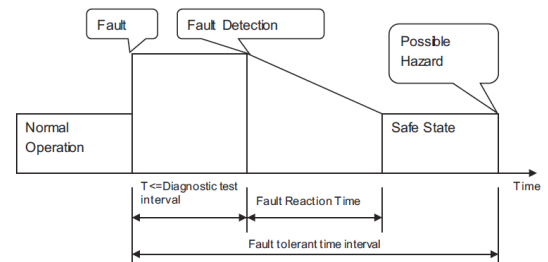 Fault
Fault Detection
Possible
Hazard
Normal
Operation
Safe State
Time
T<=Diagnostic test
interval
Fault Reaction Time
Fault tolerant time interval